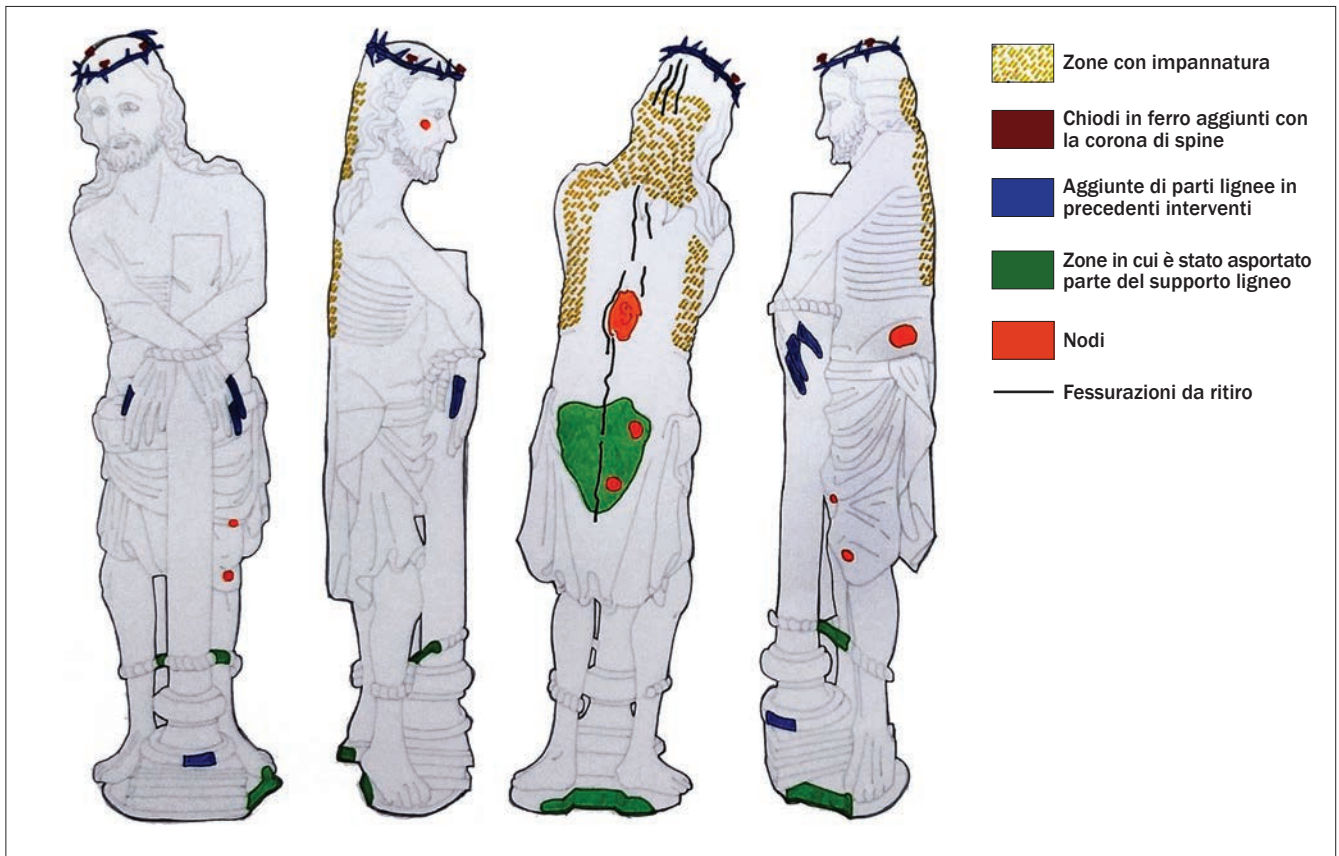 Zone con impannatura
Chiodi in ferro aggiunti con
la corona di spine
Aggiunte di parti lignee in
precedenti interventi
Zone in cui è stato asportato
parte del supporto ligneo
Nodi
Fessurazioni da ritiro